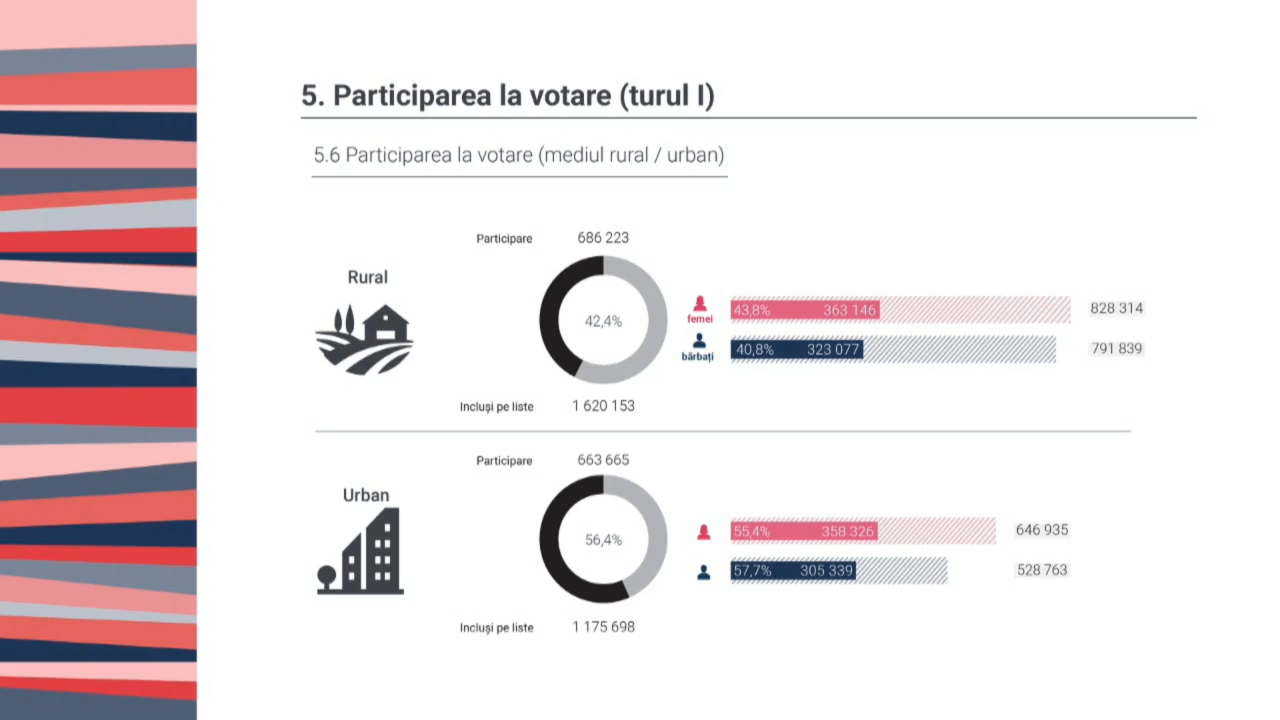 5. Participarea la votare (turul I)
5.6 Participarea la votare (mediul rural / urban)
Participare 686 223
Rural
42,4%
femei 43,8% 363 146 828 314
bărbați 40,8% 323 077 791 839
Incluși pe liste 1 620 153
Participare 663 665
Urban
56,4%
55,4% 358 326 646 935
57,7% 305 339 528 763
Incluși pe liste 1 175 698